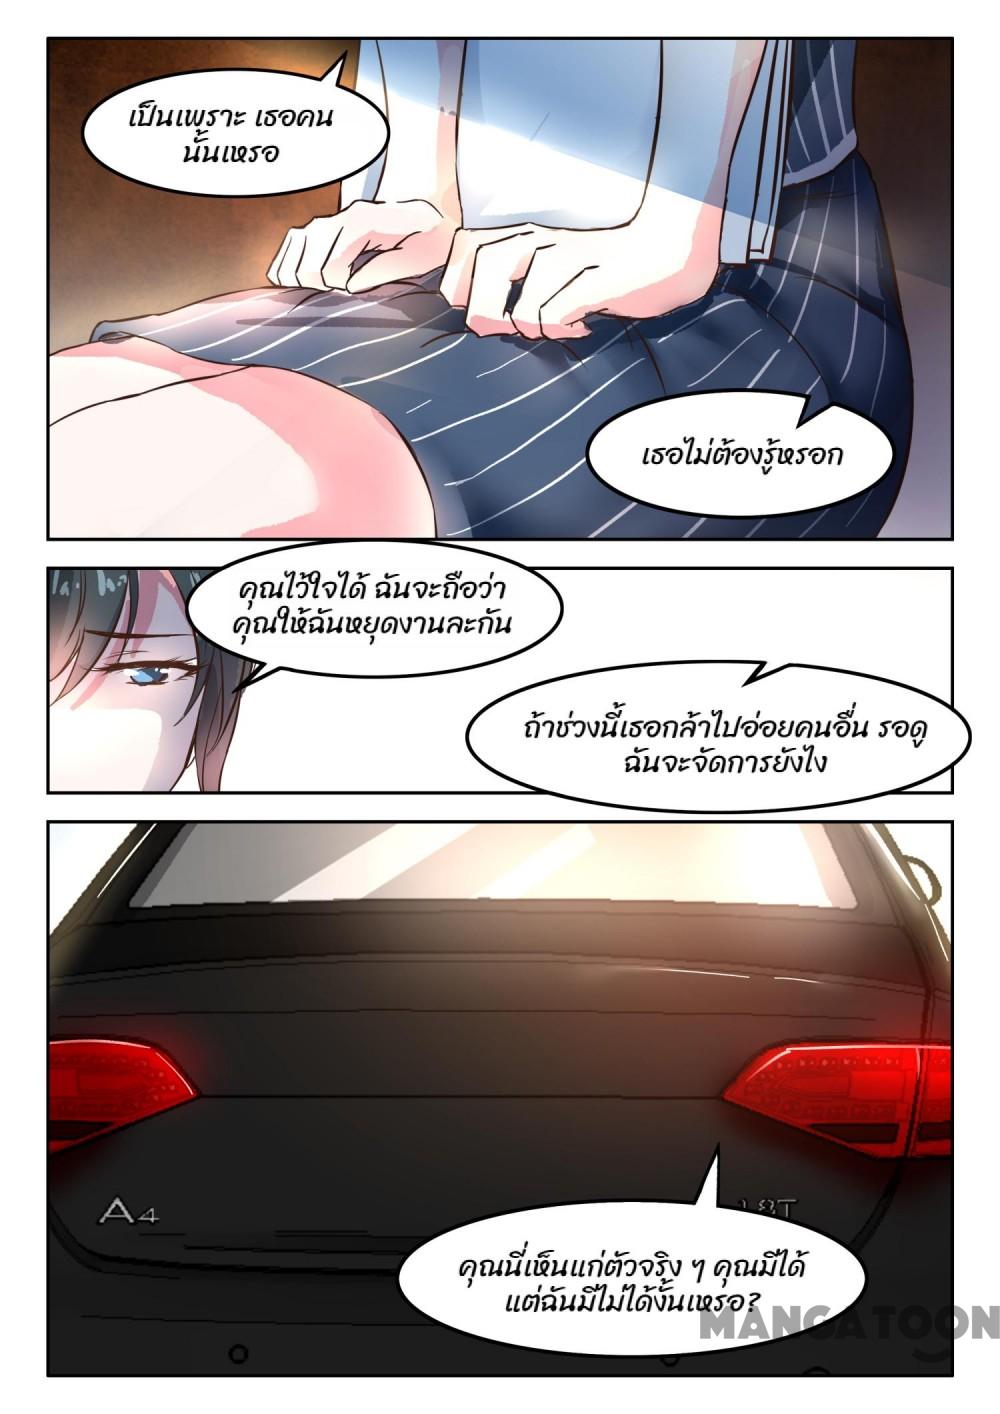 เป็นเพราะ เธอคน
นั้นเหรอ
เธอไม่ต้องรู้หรอก
คุณไว้ใจได้ ฉันจะถือว่า
คุณให้ฉันหยุดงานละกัน
ถ้าช่วงนี้เธอกล้าไปอ่อยคนอื่น รอดู
ฉันจะจัดการยังไง
A4
1.8T
คุณนี่เห็นแก่ตัวจริง ๆ คุณมีได้
แต่ฉันมีไม่ได้งั้นเหรอ?
MANGATOON